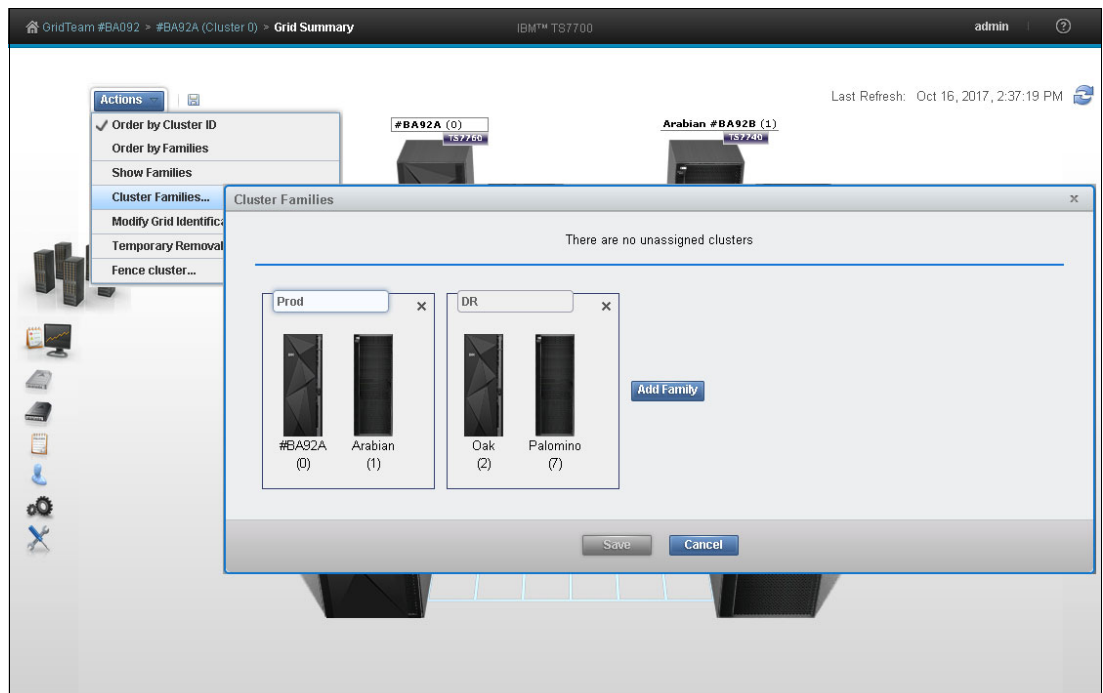 GridTeam #BA092 > #BA92A (Cluster 0) > Grid Summary
IBM™ TS7700
admin
?
Actions
Last Refresh: Oct 16, 2017, 2:37:19 PM
Order by Cluster ID
Order by Families
Show Families
Cluster Families...
Modify Grid Identifica
Temporary Removal
Fence cluster...
#BA92A (0)
TS7760
Arabian #BA92B (1)
TS7740
Cluster Families
x
There are no unassigned clusters
Prod
DR
#BA92A
(0)
Arabian
(1)
Oak
(2)
Palomino
(7)
Add Family
Save
Cancel